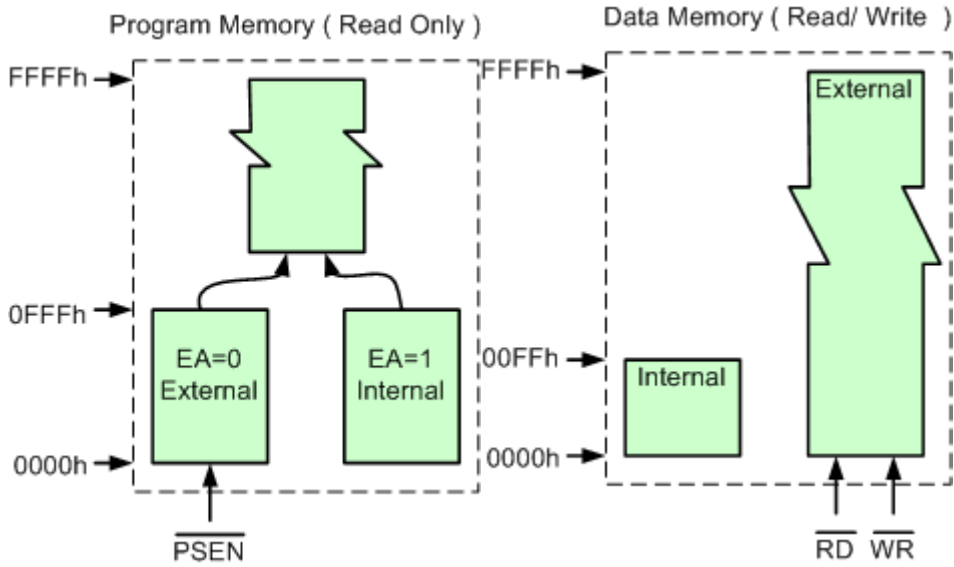 Program Memory ( Read Only )
Data Memory ( Read/ Write )
FFFFh
FFFFh
External
0FFFh
EA=0
External
EA=1
Internal
00FFh
Internal
0000h
0000h
PSEN
RD
WR